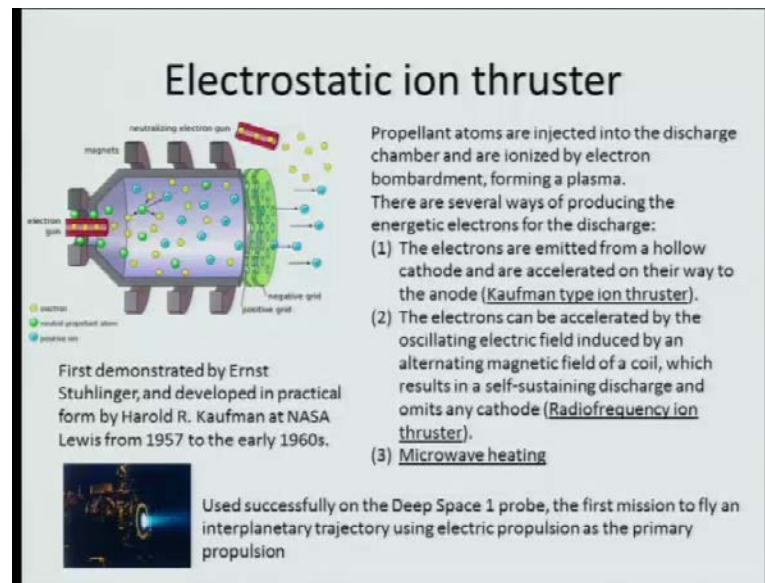 Electrostatic ion thruster
neutralizing electron gun
magnets
electron
gun
negative grid
positive grid
electron
neutral propellant atom
positive ion
First demonstrated by Ernst
Stuhlinger, and developed in practical
form by Harold R. Kaufman at NASA
Lewis from 1957 to the early 1960s.
Propellant atoms are injected into the discharge
chamber and are ionized by electron
bombardment, forming a plasma.
There are several ways of producing the
energetic electrons for the discharge:
(1) The electrons are emitted from a hollow
cathode and are accelerated on their way to
the anode (Kaufman type ion thruster).
(2) The electrons can be accelerated by the
oscillating electric field induced by an
alternating magnetic field of a coil, which
results in a self-sustaining discharge and
omits any cathode (Radiofrequency ion
thruster).
(3) Microwave heating
Used successfully on the Deep Space 1 probe, the first mission to fly an
interplanetary trajectory using electric propulsion as the primary
propulsion